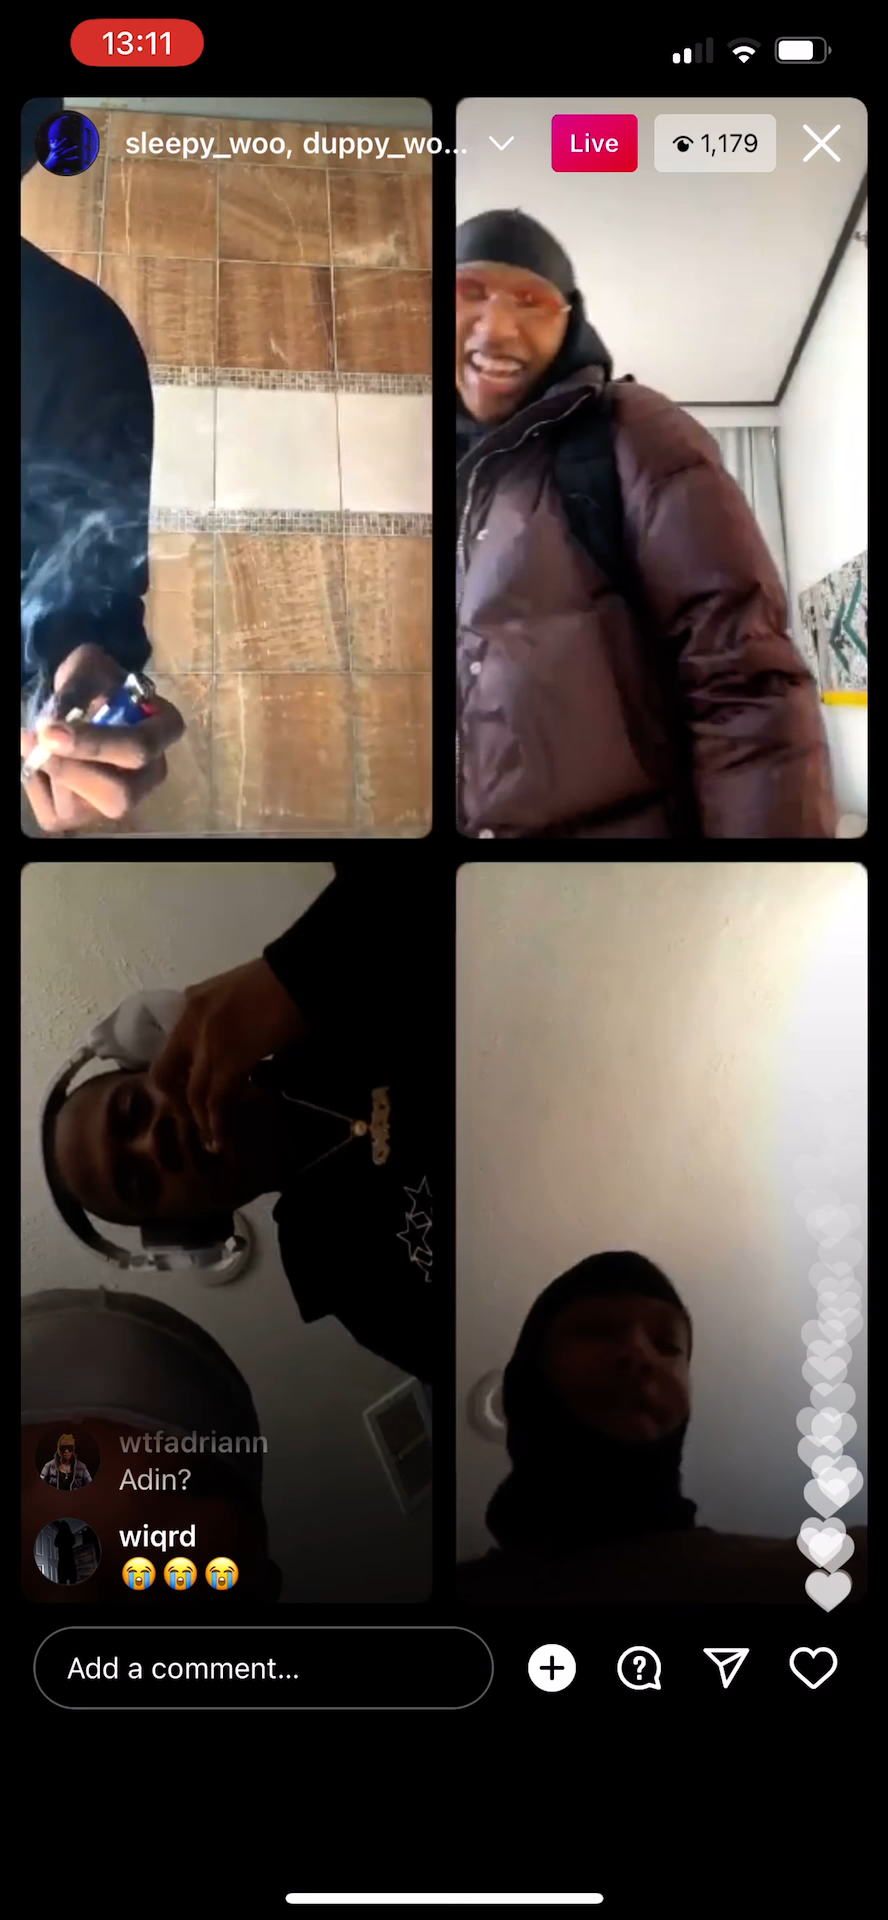 13:11
sleepy_woo, duppy_wo...
Live
1,179
wtfadriann
Adin?
wiqrd
😭😭😭
Add a comment...